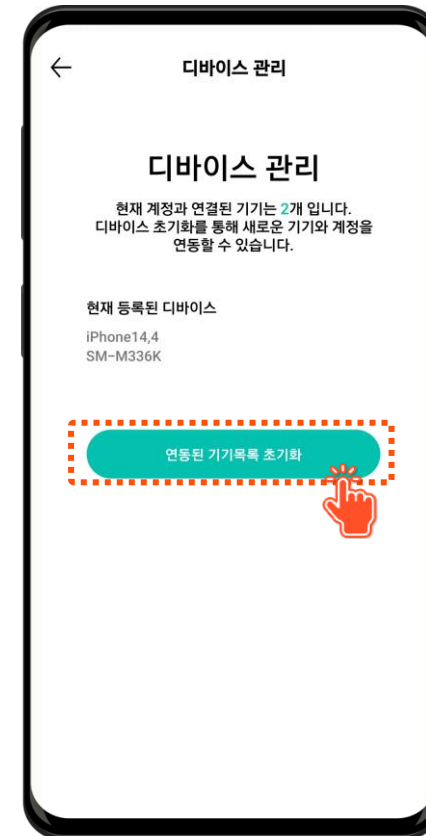 디바이스 관리
디바이스 관리
현재 계정과 연결된 기기는 2개 입니다.
디바이스 초기화를 통해 새로운 기기와 계정을
연동할 수 있습니다.
현재 등록된 디바이스
iPhone14,4
SM-M336K
연동된 기기목록 초기화